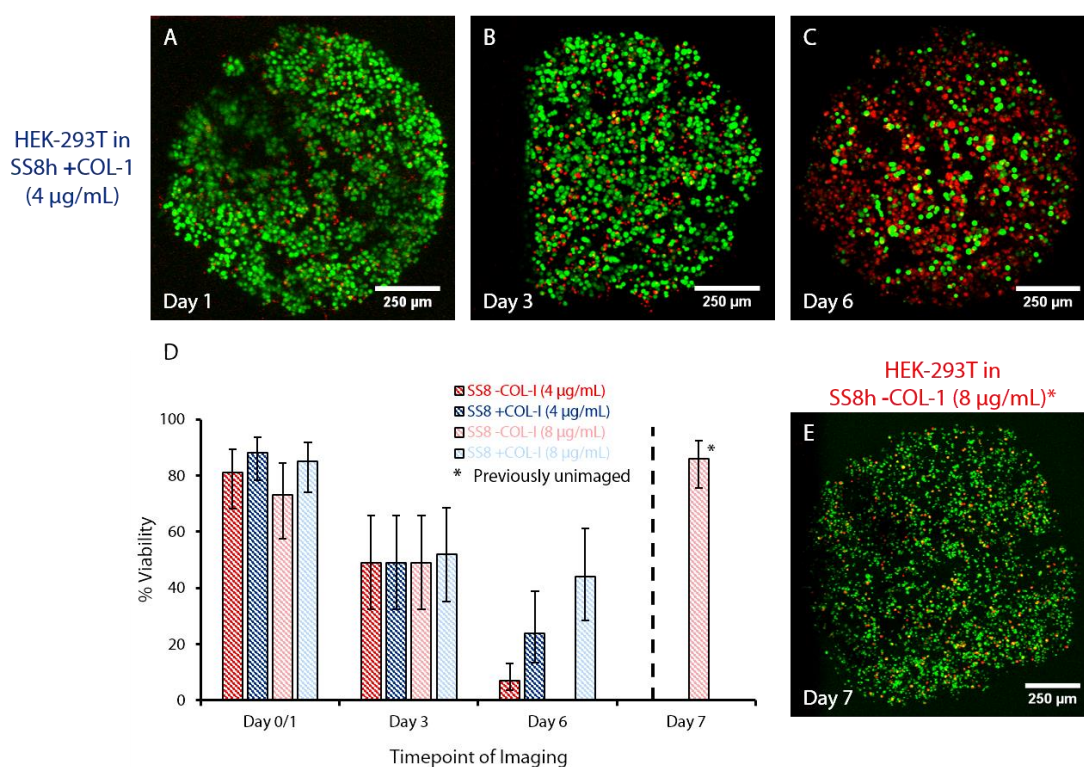 A
B
C
HEK-293T in
SS8h +COL-1
(4 µg/mL)
Day 1
250 µm
Day 3
250 µm
Day 6
250 µm
D
SS8 -COL-I (4 µg/mL)
SS8 +COL-I (4 µg/mL)
SS8 -COL-I (8 µg/mL)
SS8 +COL-I (8 µg/mL)
* Previously unimaged
100
80
60
40
20
0
% Viability
*
Day 0/1
Day 3
Day 6
Day 7
Timepoint of Imaging
HEK-293T in
SS8h -COL-1 (8 µg/mL)*
E
Day 7
250 µm